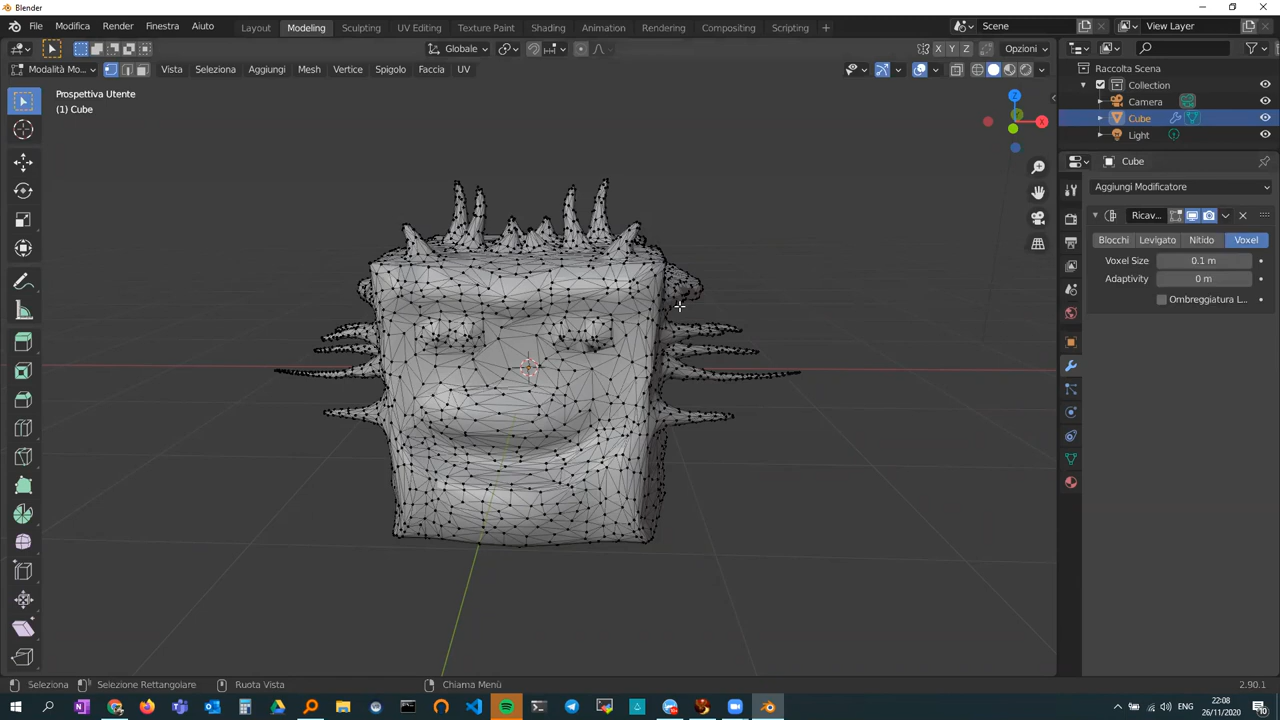 Blender
File Modifica Render Finestra Aiuto Layout Modeling Sculpting UV Editing Texture Paint Shading Animation Rendering Compositing Scripting + Scene View Layer
Globale X Y Z Opzioni
Modalità Mo... Vista Seleziona Aggiungi Mesh Vertice Spigolo Faccia UV
Prospettiva Utente
(1) Cube
Z
X
Raccolta Scena
Collection
Camera
Cube
Light
Cube
Aggiungi Modificatore
Ricav...
Blocchi Levigato Nitido Voxel
Voxel Size 0.1 m
Adaptivity 0 m
Ombreggiatura L...
Seleziona Selezione Rettangolare Ruota Vista Chiama Menù 2.90.1
22:08
26/11/2020